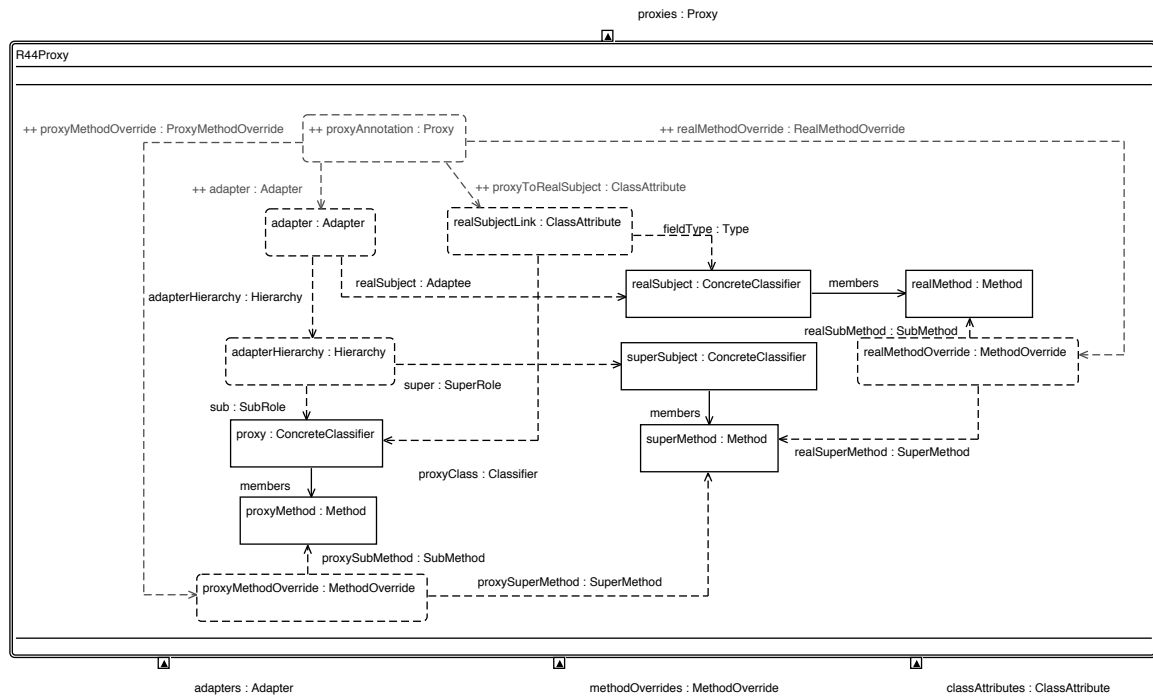 proxies : Proxy
R44Proxy
++ proxyMethodOverride : ProxyMethodOverride
++ proxyAnnotation : Proxy
++ realMethodOverride : RealMethodOverride
++ adapter : Adapter
++ proxyToRealSubject : ClassAttribute
adapter : Adapter
realSubjectLink : ClassAttribute
fieldType : Type
realSubject : Adaptee
realSubject : ConcreteClassifier
members
realMethod : Method
adapterHierarchy : Hierarchy
realSubMethod : SubMethod
adapterHierarchy : Hierarchy
superSubject : ConcreteClassifier
realMethodOverride : MethodOverride
super : SuperRole
sub : SubRole
members
proxy : ConcreteClassifier
superMethod : Method
realSuperMethod : SuperMethod
proxyClass : Classifier
members
proxyMethod : Method
proxySubMethod : SubMethod
proxyMethodOverride : MethodOverride
proxySuperMethod : SuperMethod
adapters : Adapter
methodOverrides : MethodOverride
classAttributes : ClassAttribute